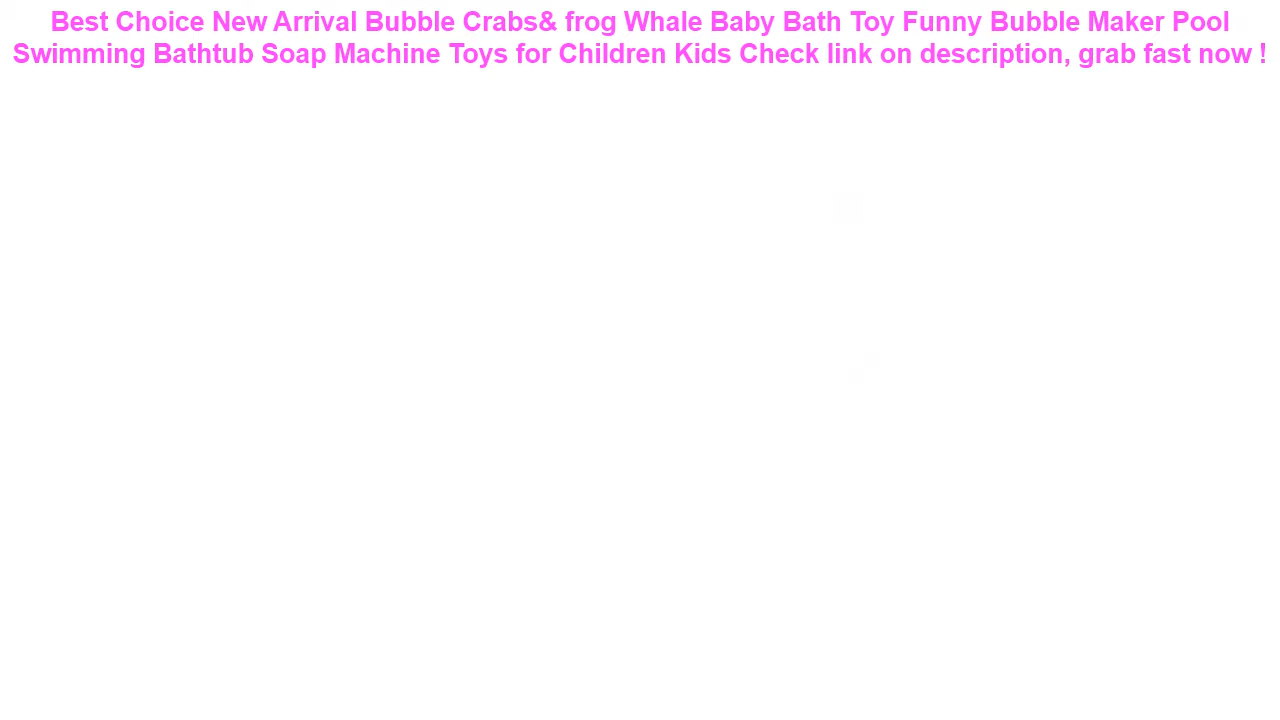 Best Choice New Arrival Bubble Crabs& frog Whale Baby Bath Toy Funny Bubble Maker Pool
Swimming Bathtub Soap Machine Toys for Children Kids Check link on description, grab fast now !